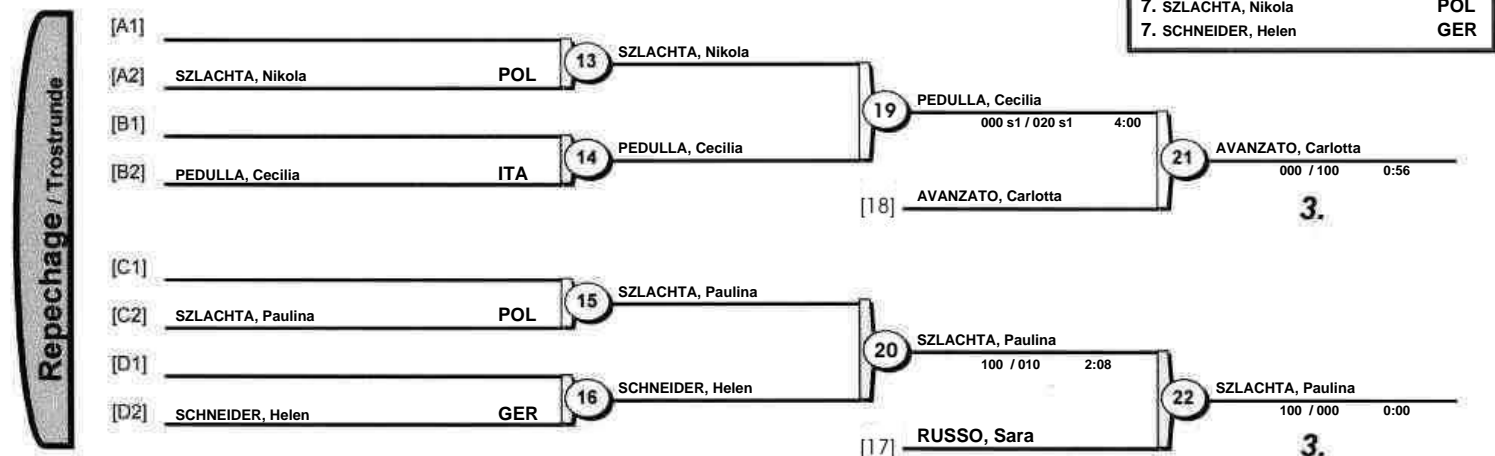 7. SZLACHTA, Nikola POL
7. SCHNEIDER, Helen GER
Repechage / Trostrunde
[A1]
[A2] SZLACHTA, Nikola POL
13 SZLACHTA, Nikola
[B1]
[B2] PEDULLA, Cecilia ITA
14 PEDULLA, Cecilia
19 PEDULLA, Cecilia
000 s1 / 020 s1 4:00
[18] AVANZATO, Carlotta
21 AVANZATO, Carlotta
000 / 100 0:56
3.
[C1]
[C2] SZLACHTA, Paulina POL
15 SZLACHTA, Paulina
[D1]
[D2] SCHNEIDER, Helen GER
16 SCHNEIDER, Helen
20 SZLACHTA, Paulina
100 / 010 2:08
[17] RUSSO, Sara
22 SZLACHTA, Paulina
100 / 000 0:00
3.